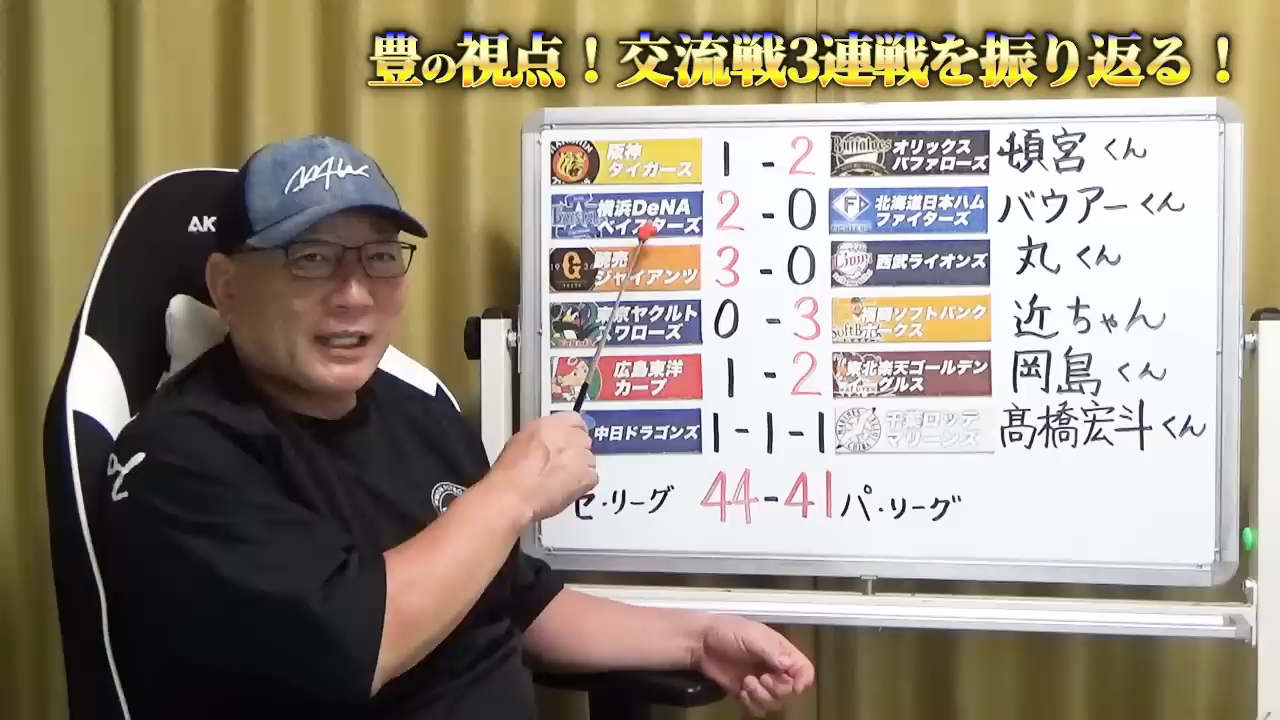 豊の視点!交流戦3連戦を振り返る!
AK
阪神 タイガース 1 - 2 Buffaloes オリックス バファローズ 頓宮くん
横浜DeNA ベイスターズ 2 - 0 F 北海道日本ハム ファイターズ バウアーくん
G 読売 ジャイアンツ 3 - 0 Lions 西武ライオンズ 丸くん
東京ヤクルト スワローズ 0 - 3 福岡ソフトバンク ホークス 近ちゃん
広島東洋 カープ 1 - 2 東北楽天ゴールデン グルス 岡島くん
中日ドラゴンズ 1 - 1 - 1 千葉ロッテ マリーンズ 髙橋宏斗くん
セ・リーグ 44 - 41 パ・リーグ